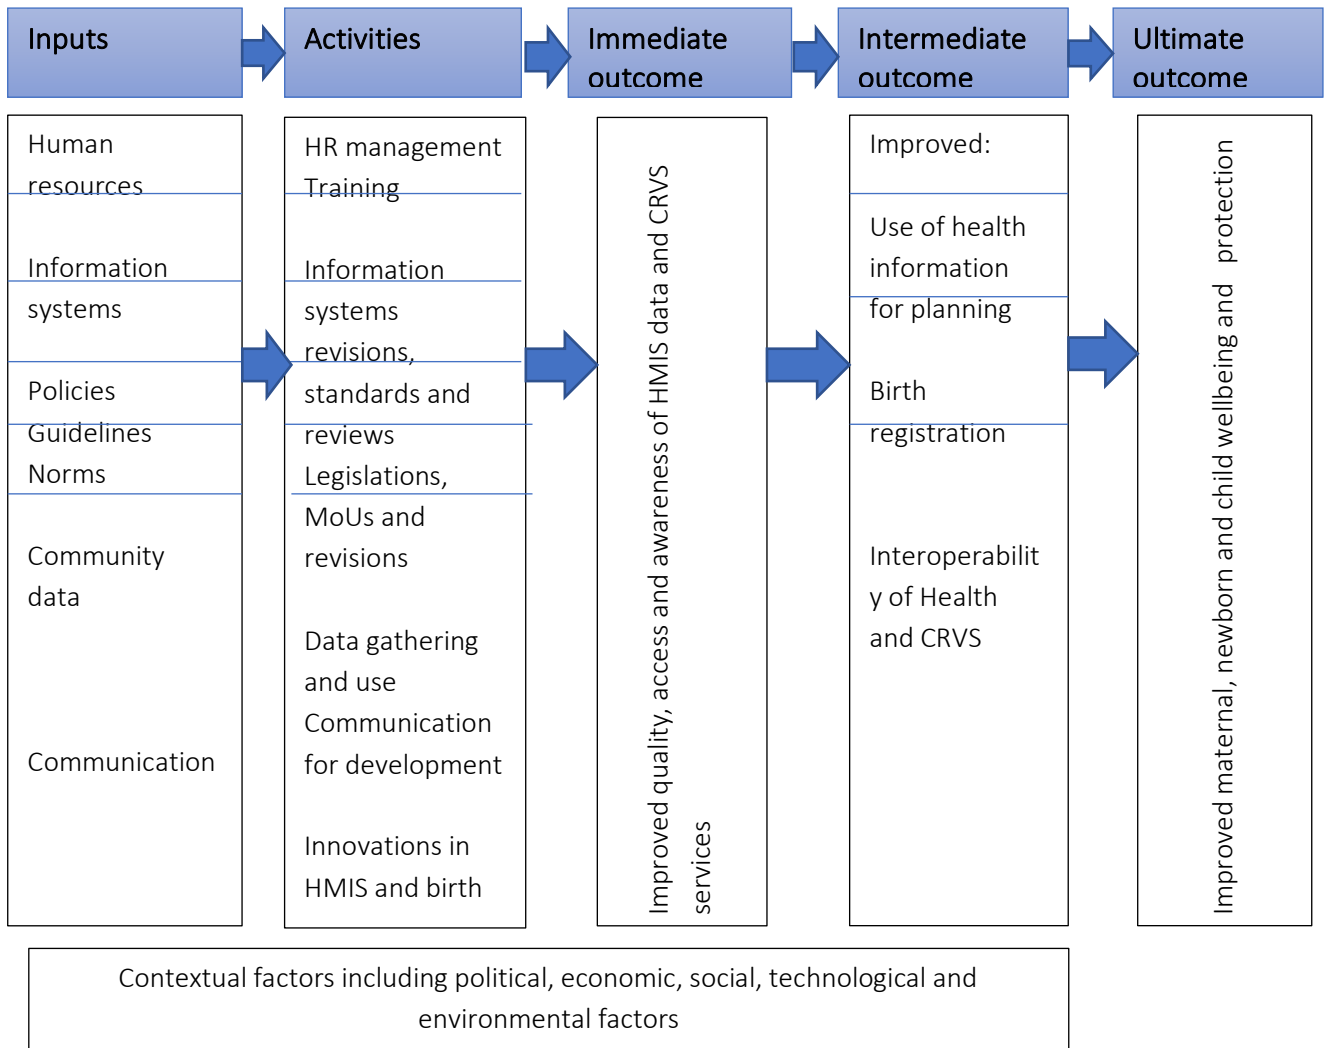 Inputs
Activities
Immediate
outcome
Intermediate
outcome
Ultimate
outcome
Human
resources
Information
systems
Policies
Guidelines
Norms
Community
data
Communication
HR management
Training
Information
systems
revisions,
standards and
reviews
Legislations,
MoUs and
revisions
Data gathering
and use
Communication
for development
Innovations in
HMIS and birth
Improved quality, access and awareness of HMIS data and CRVS
services
Improved:
Use of health
information
for planning
Birth
registration
Interoperabilit
y of Health
and CRVS
Improved maternal, newborn and child wellbeing and protection
Contextual factors including political, economic, social, technological and
environmental factors